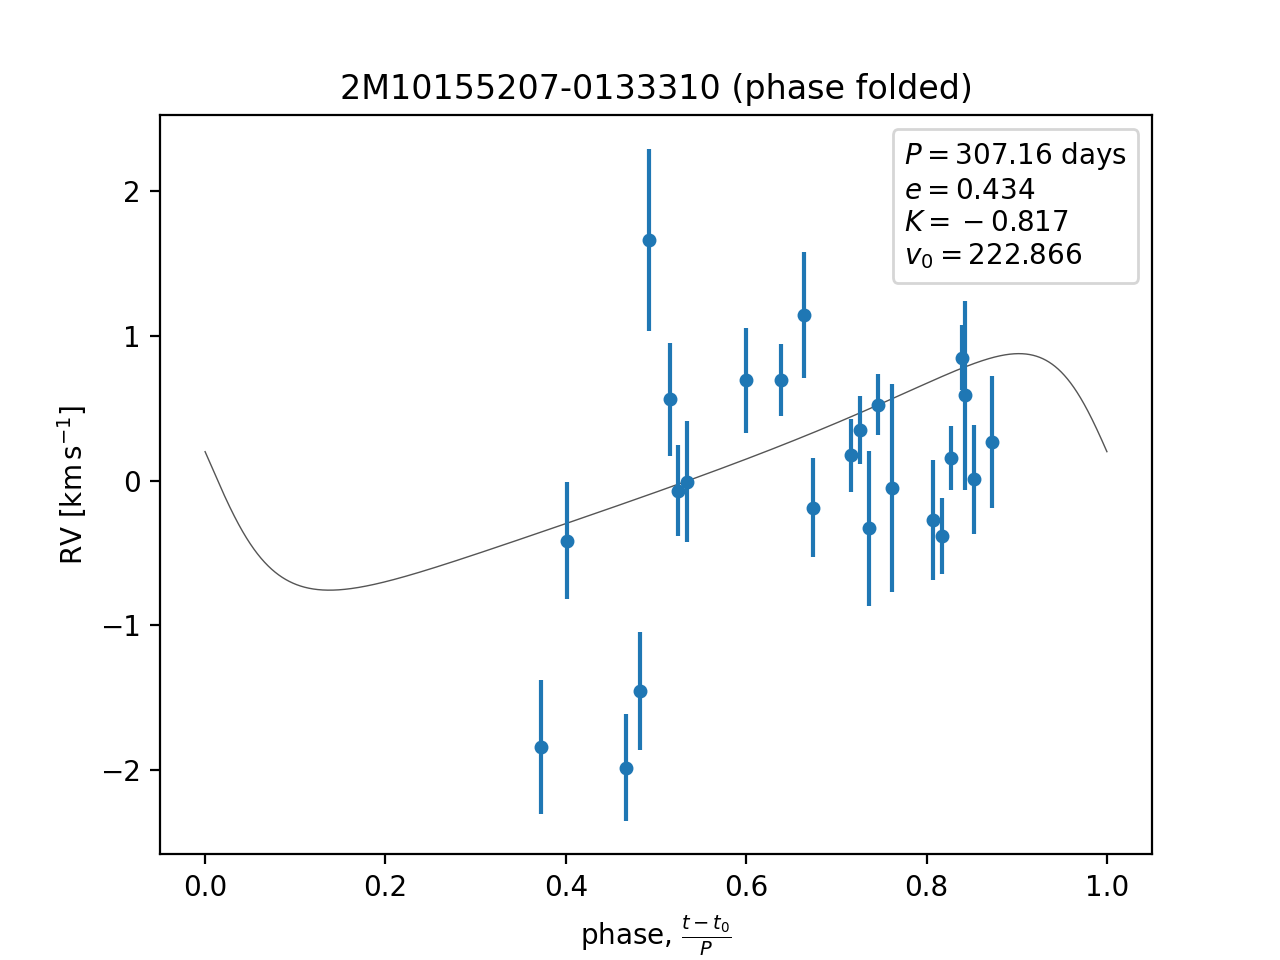 2M10155207-0133310 (phase folded)
P = 307.16 days
e = 0.434
K = −0.817
v₀ = 222.866
2
1
0
−1
−2
RV [km s⁻¹]
0.0 0.2 0.4 0.6 0.8 1.0
phase, (t − t₀)/P